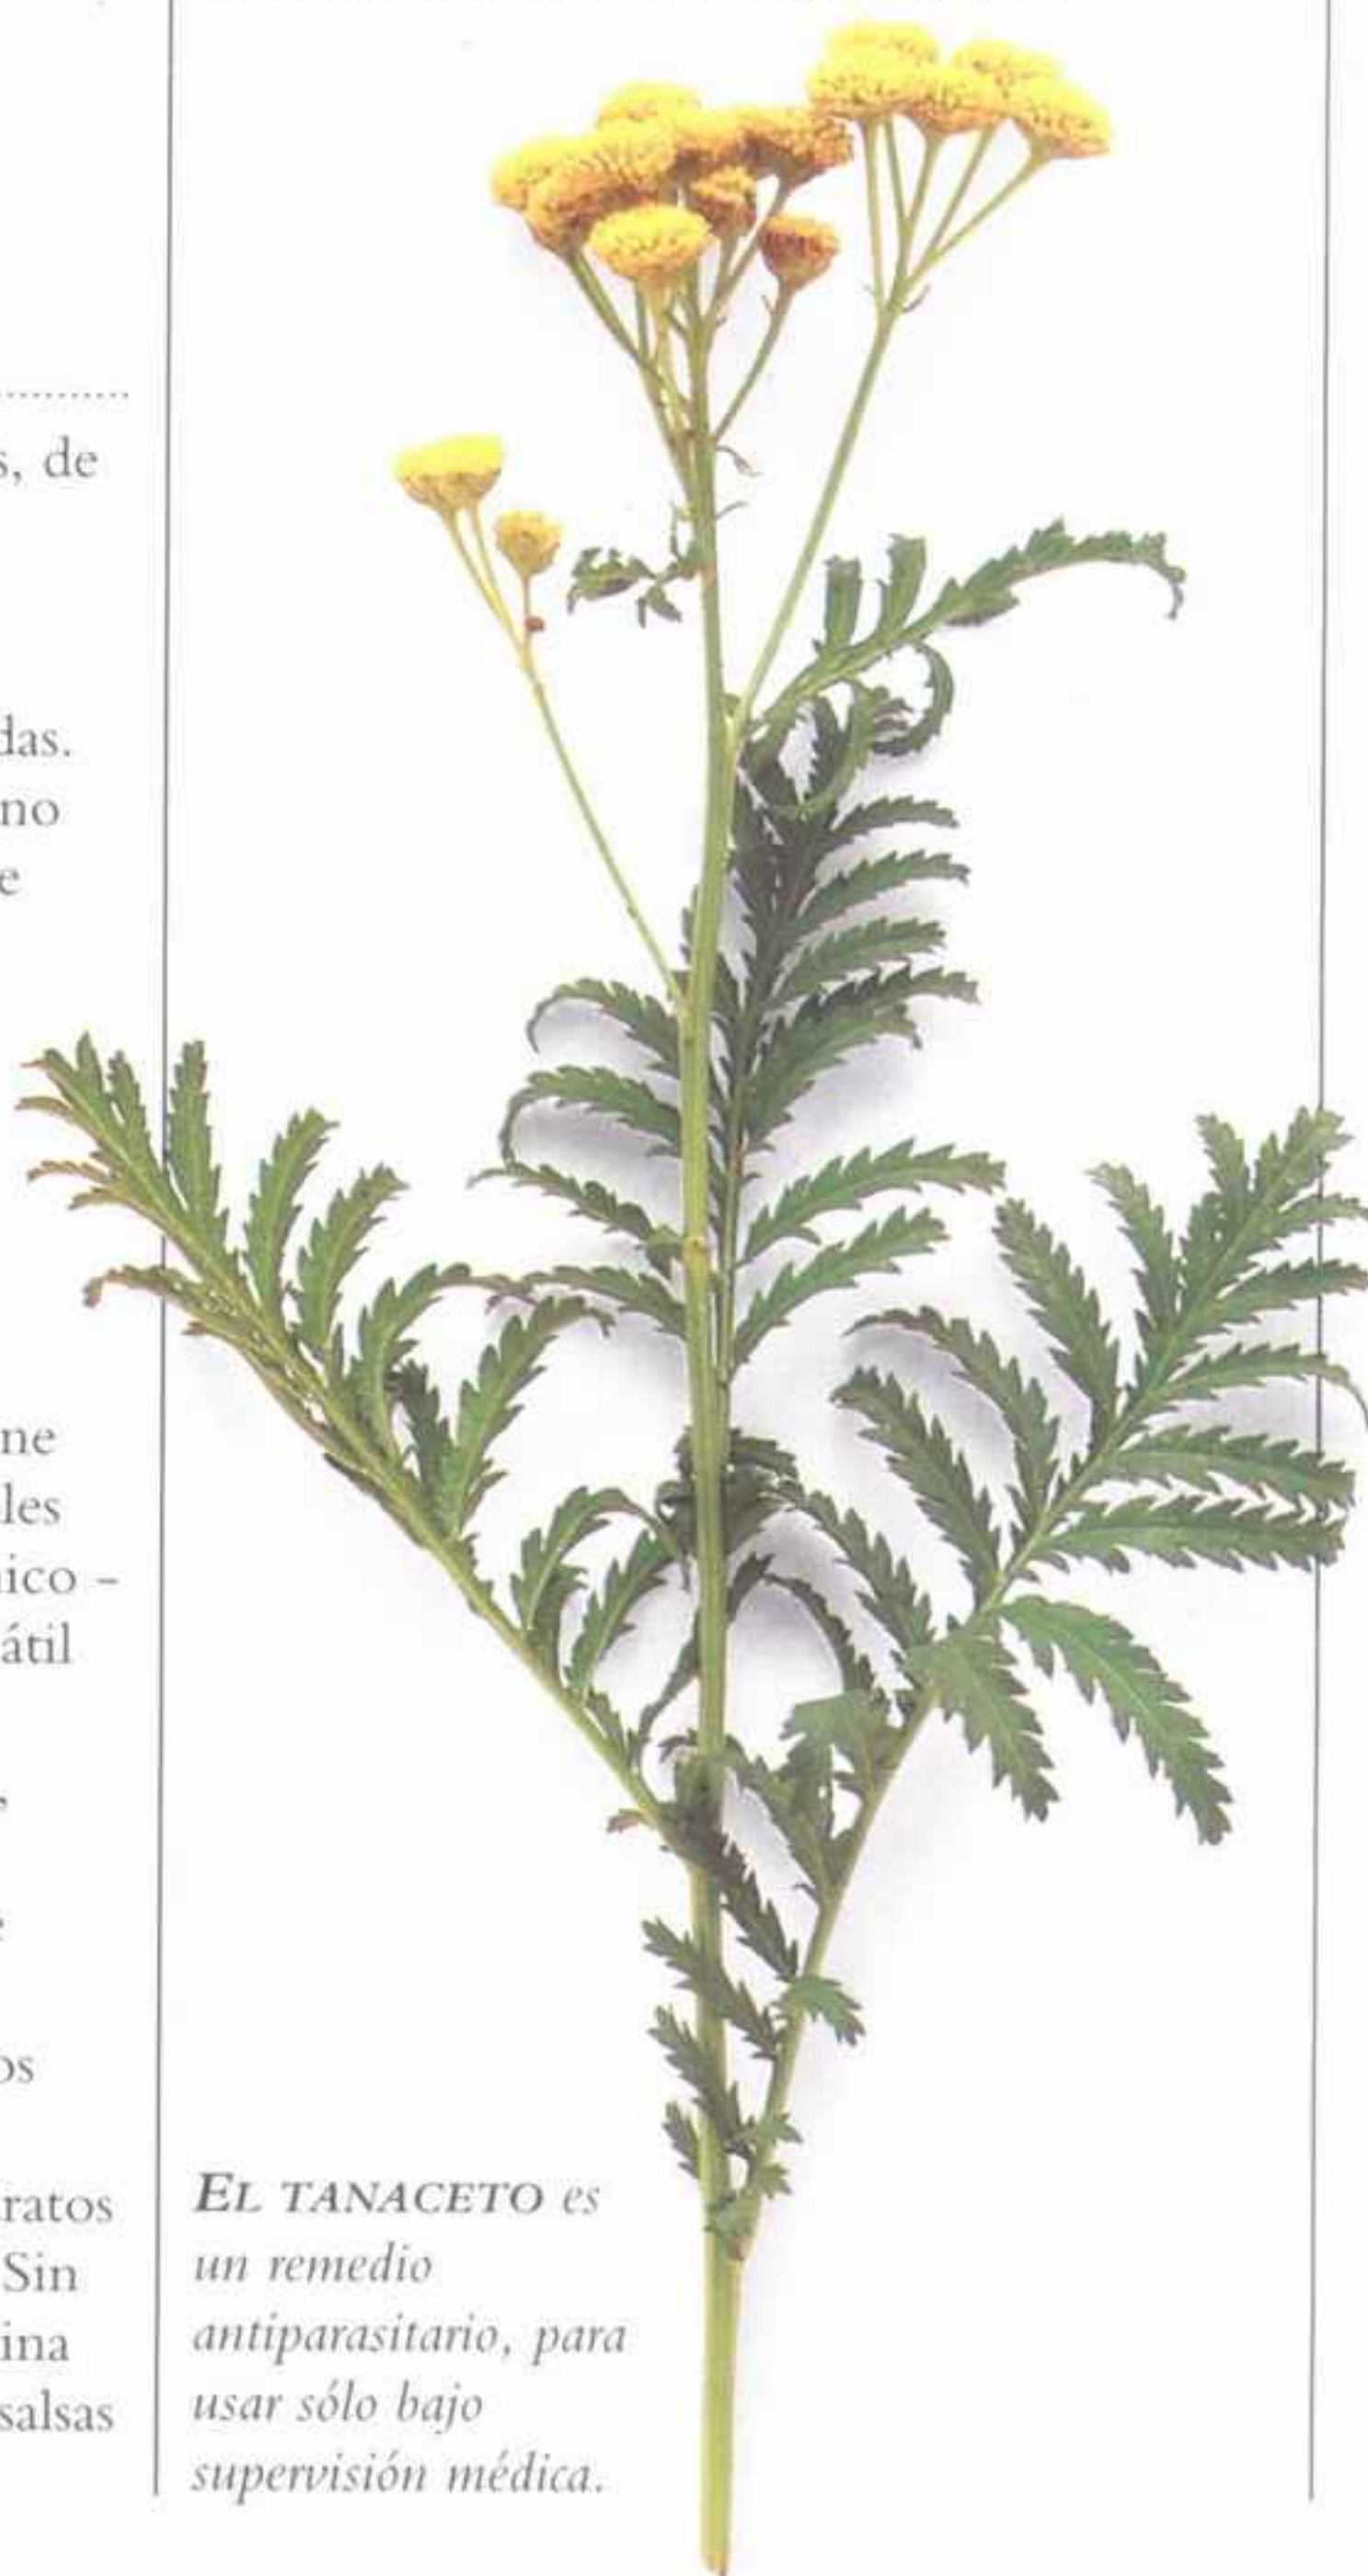 s, de
das.
no
e
ne
les
ico -
átil
,
e
os
ratos
Sin
ina
salsas
EL TANACETO es
un remedio
antiparasitario, para
usar sólo bajo
supervisión médica.